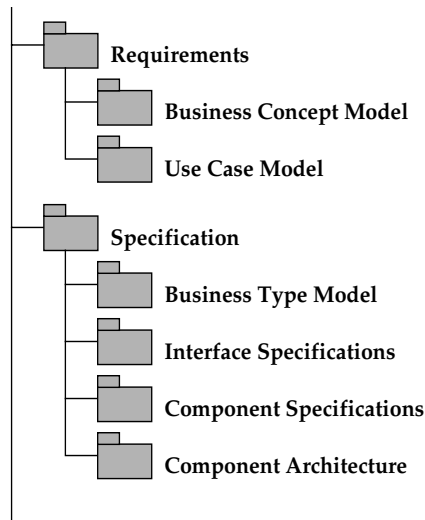 Requirements
Business Concept Model
Use Case Model
Specification
Business Type Model
Interface Specifications
Component Specifications
Component Architecture